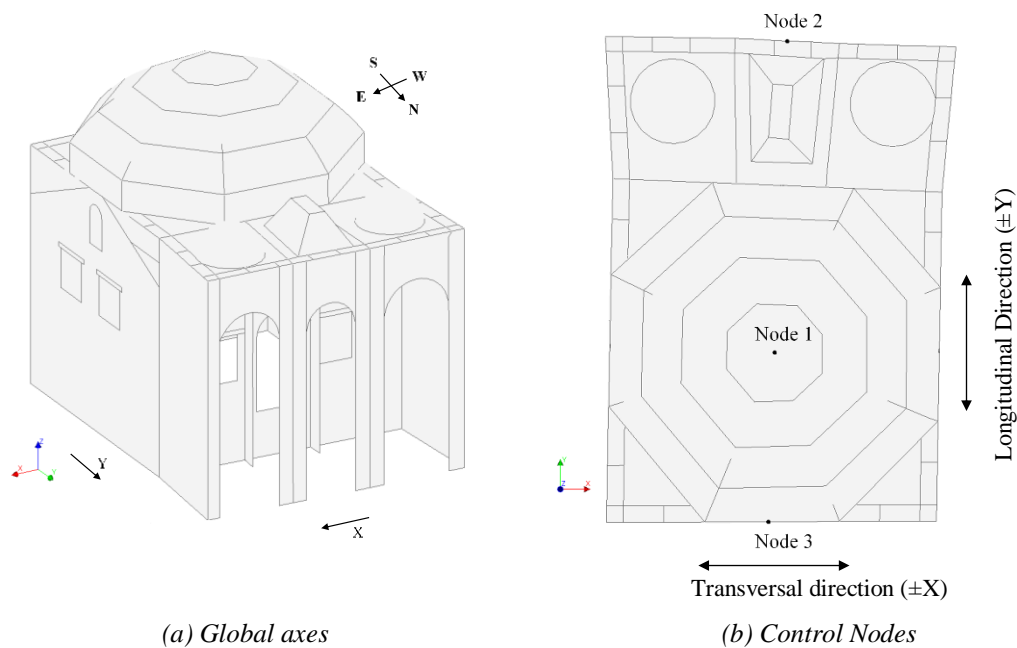 Node 2
S
W
E
N
Node 1
Longitudinal Direction (±Y)
Z
X
Y
Y
X
Y
Z
X
Node 3
Transversal direction (±X)
(a) Global axes
(b) Control Nodes